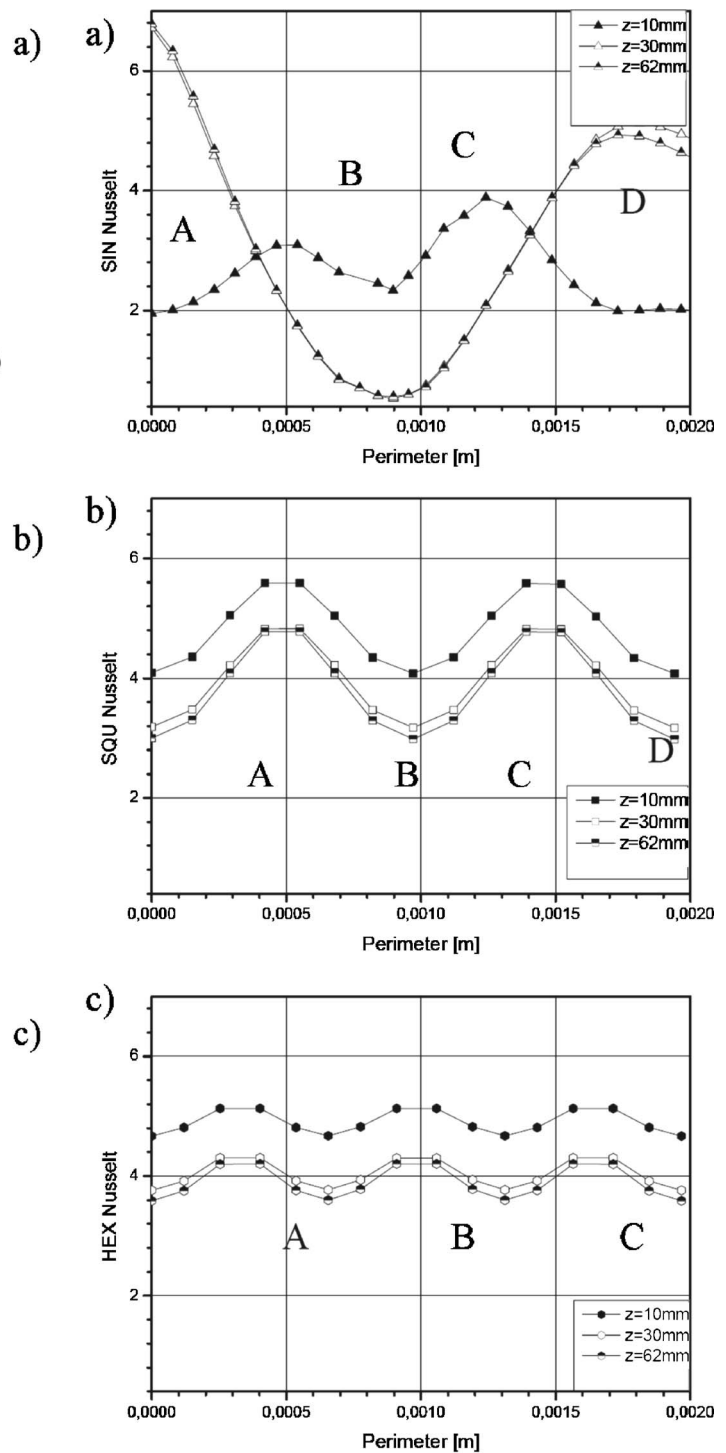 a)
a)
z=10mm
z=30mm
z=62mm
6
4
2
SIN Nusselt
A
B
C
D
0,0000
0,0005
0,0010
0,0015
0,0020
Perimeter [m]
b)
b)
6
4
2
SQU Nusselt
A
B
C
D
z=10mm
z=30mm
z=62mm
0,0000
0,0005
0,0010
0,0015
0,0020
Perimeter [m]
c)
c)
6
4
2
HEX Nusselt
A
B
C
z=10mm
z=30mm
z=62mm
0,0000
0,0005
0,0010
0,0015
0,0020
Perimeter [m]